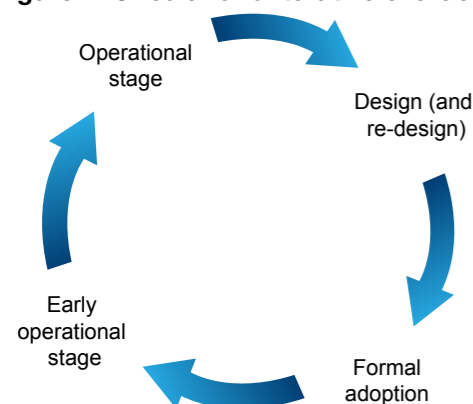 Operational
stage
Design (and
re-design)
Early
operational
stage
Formal
adoption